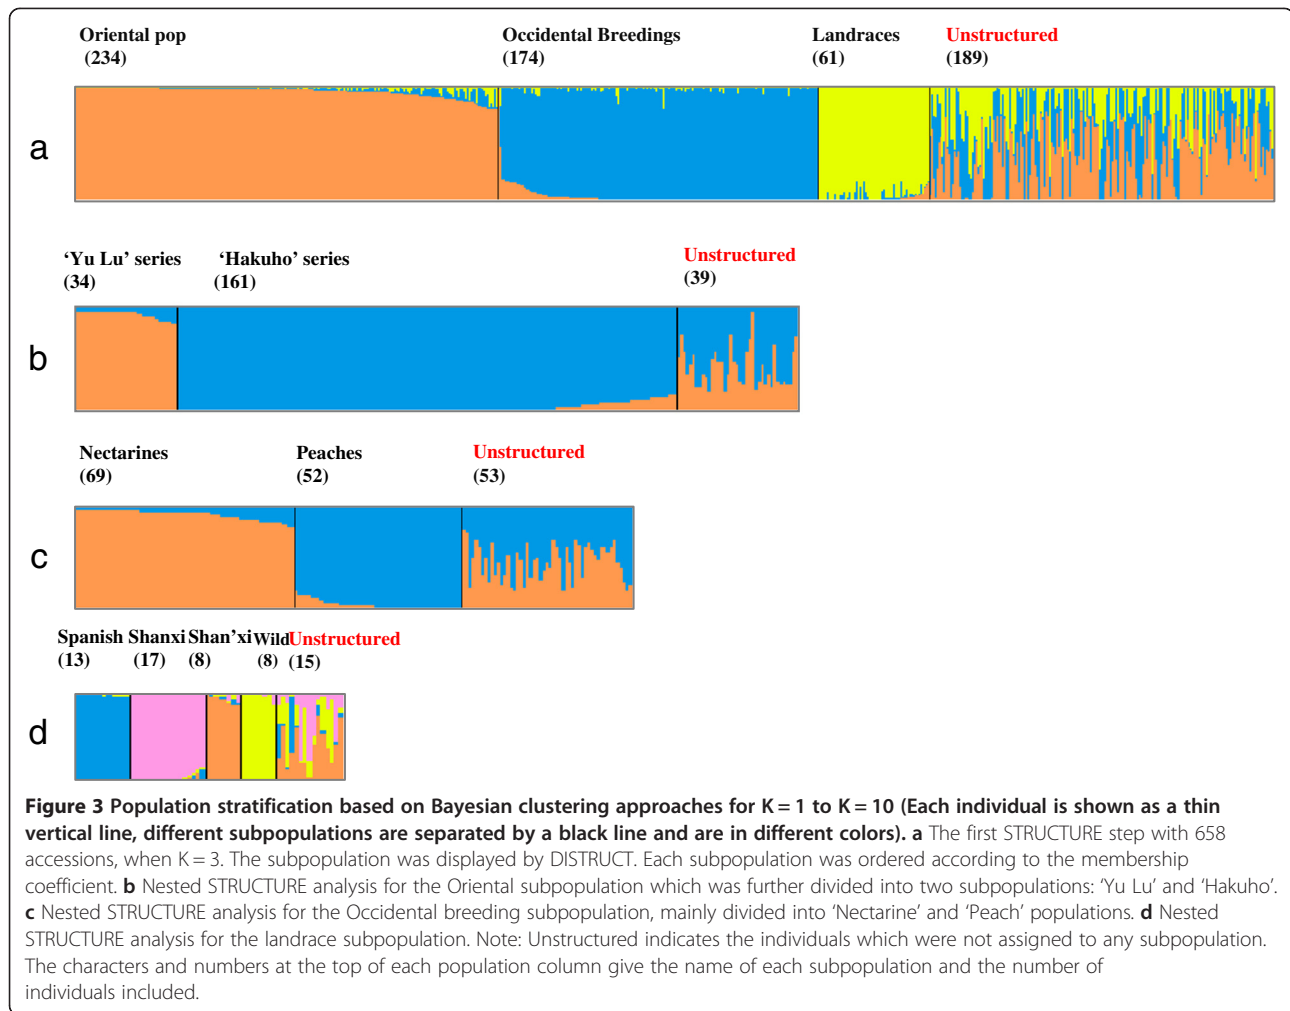 Oriental pop Occidental Breedings Landraces Unstructured
(234) (174) (61) (189)
a
‘Yu Lu’ series ‘Hakuho’ series Unstructured
(34) (161) (39)
b
Nectarines Peaches Unstructured
(69) (52) (53)
c
Spanish Shanxi Shan’xi Wild Unstructured
(13) (17) (8) (8) (15)
d
Figure 3 Population stratification based on Bayesian clustering approaches for K = 1 to K = 10 (Each individual is shown as a thin
vertical line, different subpopulations are separated by a black line and are in different colors). a The first STRUCTURE step with 658
accessions, when K = 3. The subpopulation was displayed by DISTRUCT. Each subpopulation was ordered according to the membership
coefficient. b Nested STRUCTURE analysis for the Oriental subpopulation which was further divided into two subpopulations: ‘Yu Lu’ and ‘Hakuho’.
c Nested STRUCTURE analysis for the Occidental breeding subpopulation, mainly divided into ‘Nectarine’ and ‘Peach’ populations. d Nested
STRUCTURE analysis for the landrace subpopulation. Note: Unstructured indicates the individuals which were not assigned to any subpopulation.
The characters and numbers at the top of each population column give the name of each subpopulation and the number of
individuals included.